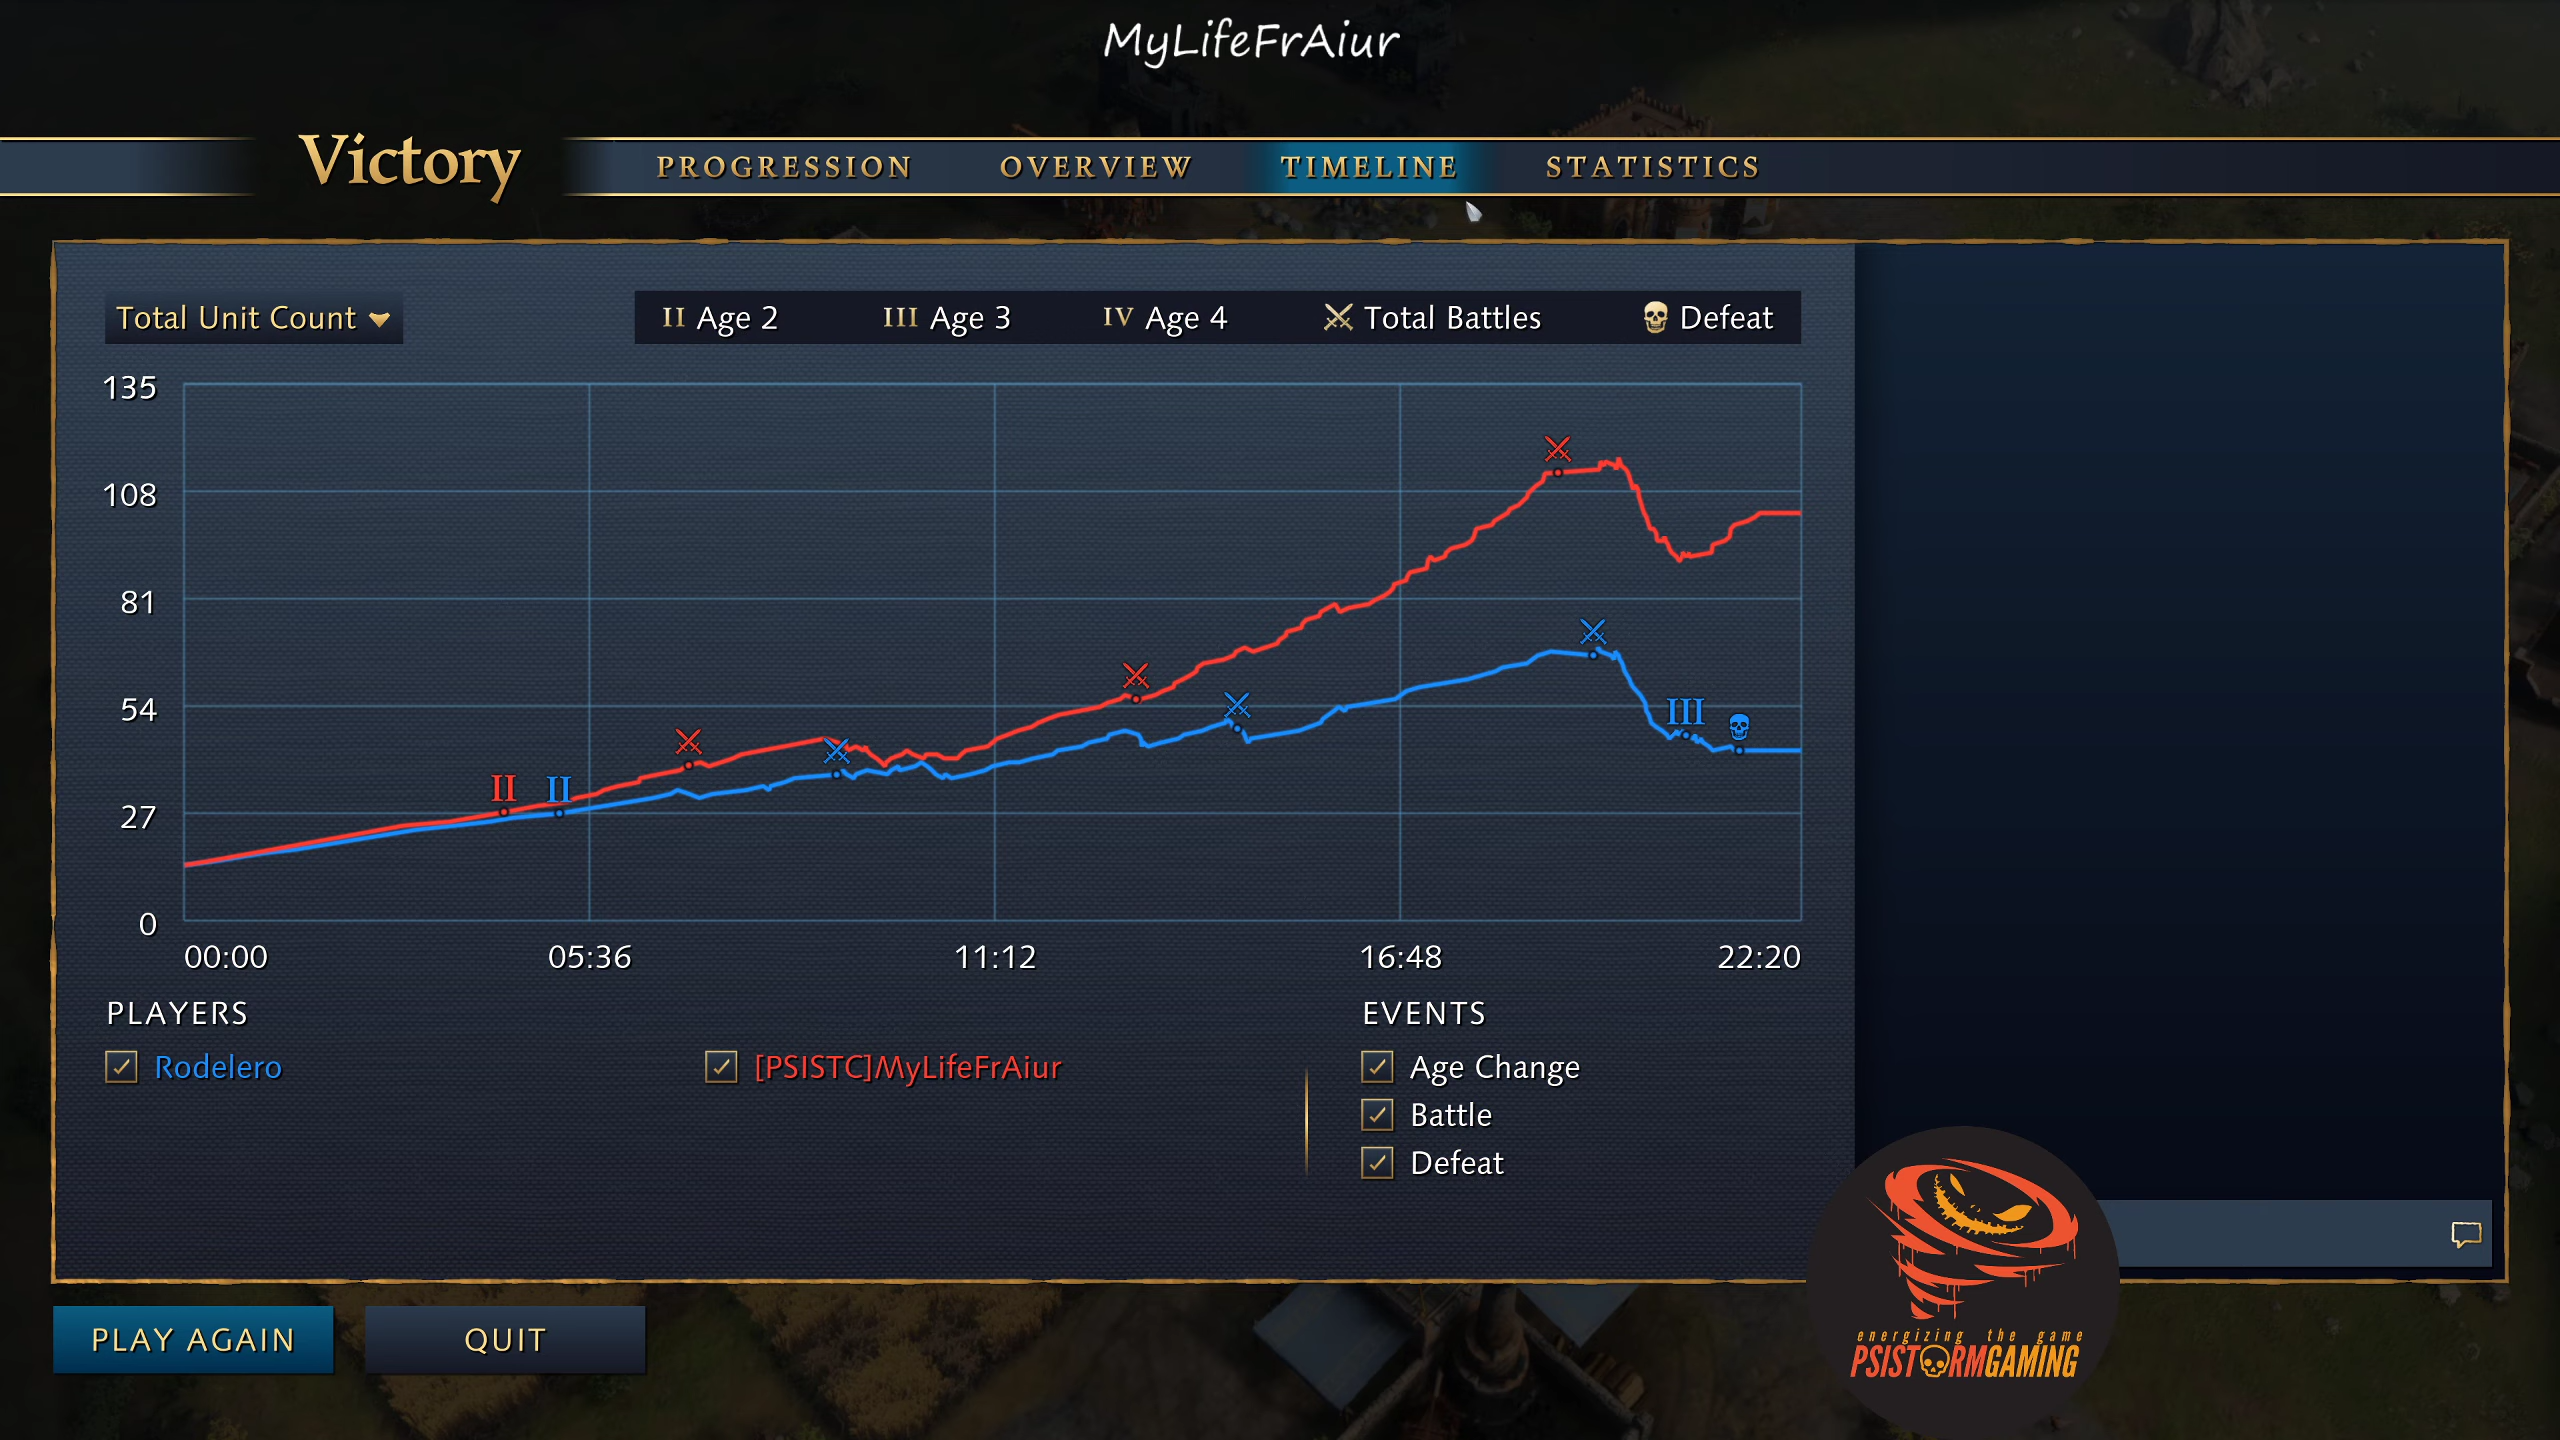 MyLifeFrAiur
Victory PROGRESSION OVERVIEW TIMELINE STATISTICS
Total Unit Count II Age 2 III Age 3 IV Age 4 Total Battles Defeat
135
108
81
54
27
0
II II III
00:00 05:36 11:12 16:48 22:20
PLAYERS EVENTS
Rodelero [PSISTC]MyLifeFrAiur Age Change
Battle
Defeat
PLAY AGAIN QUIT
energizing the game
PSISTORMGAMING